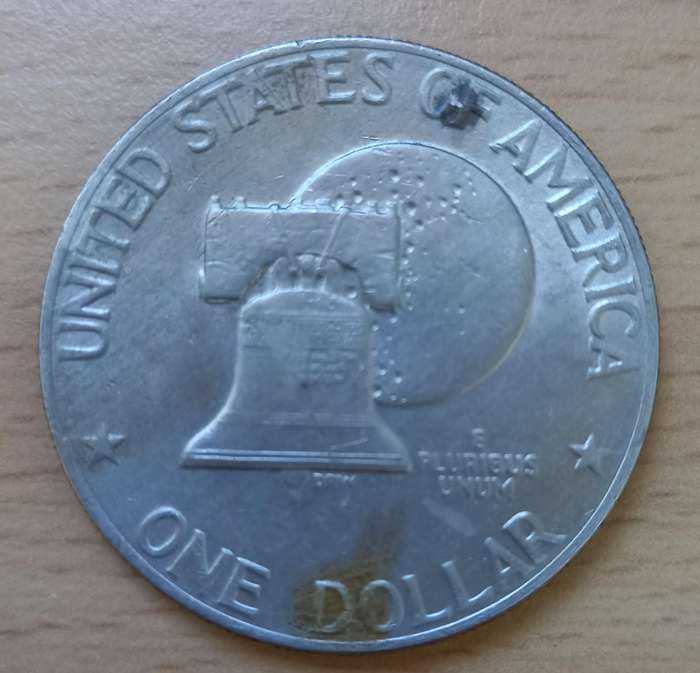 UNITED STATES OF AMERICA
E
PLURIBUS
UNUM
ONE DOLLAR